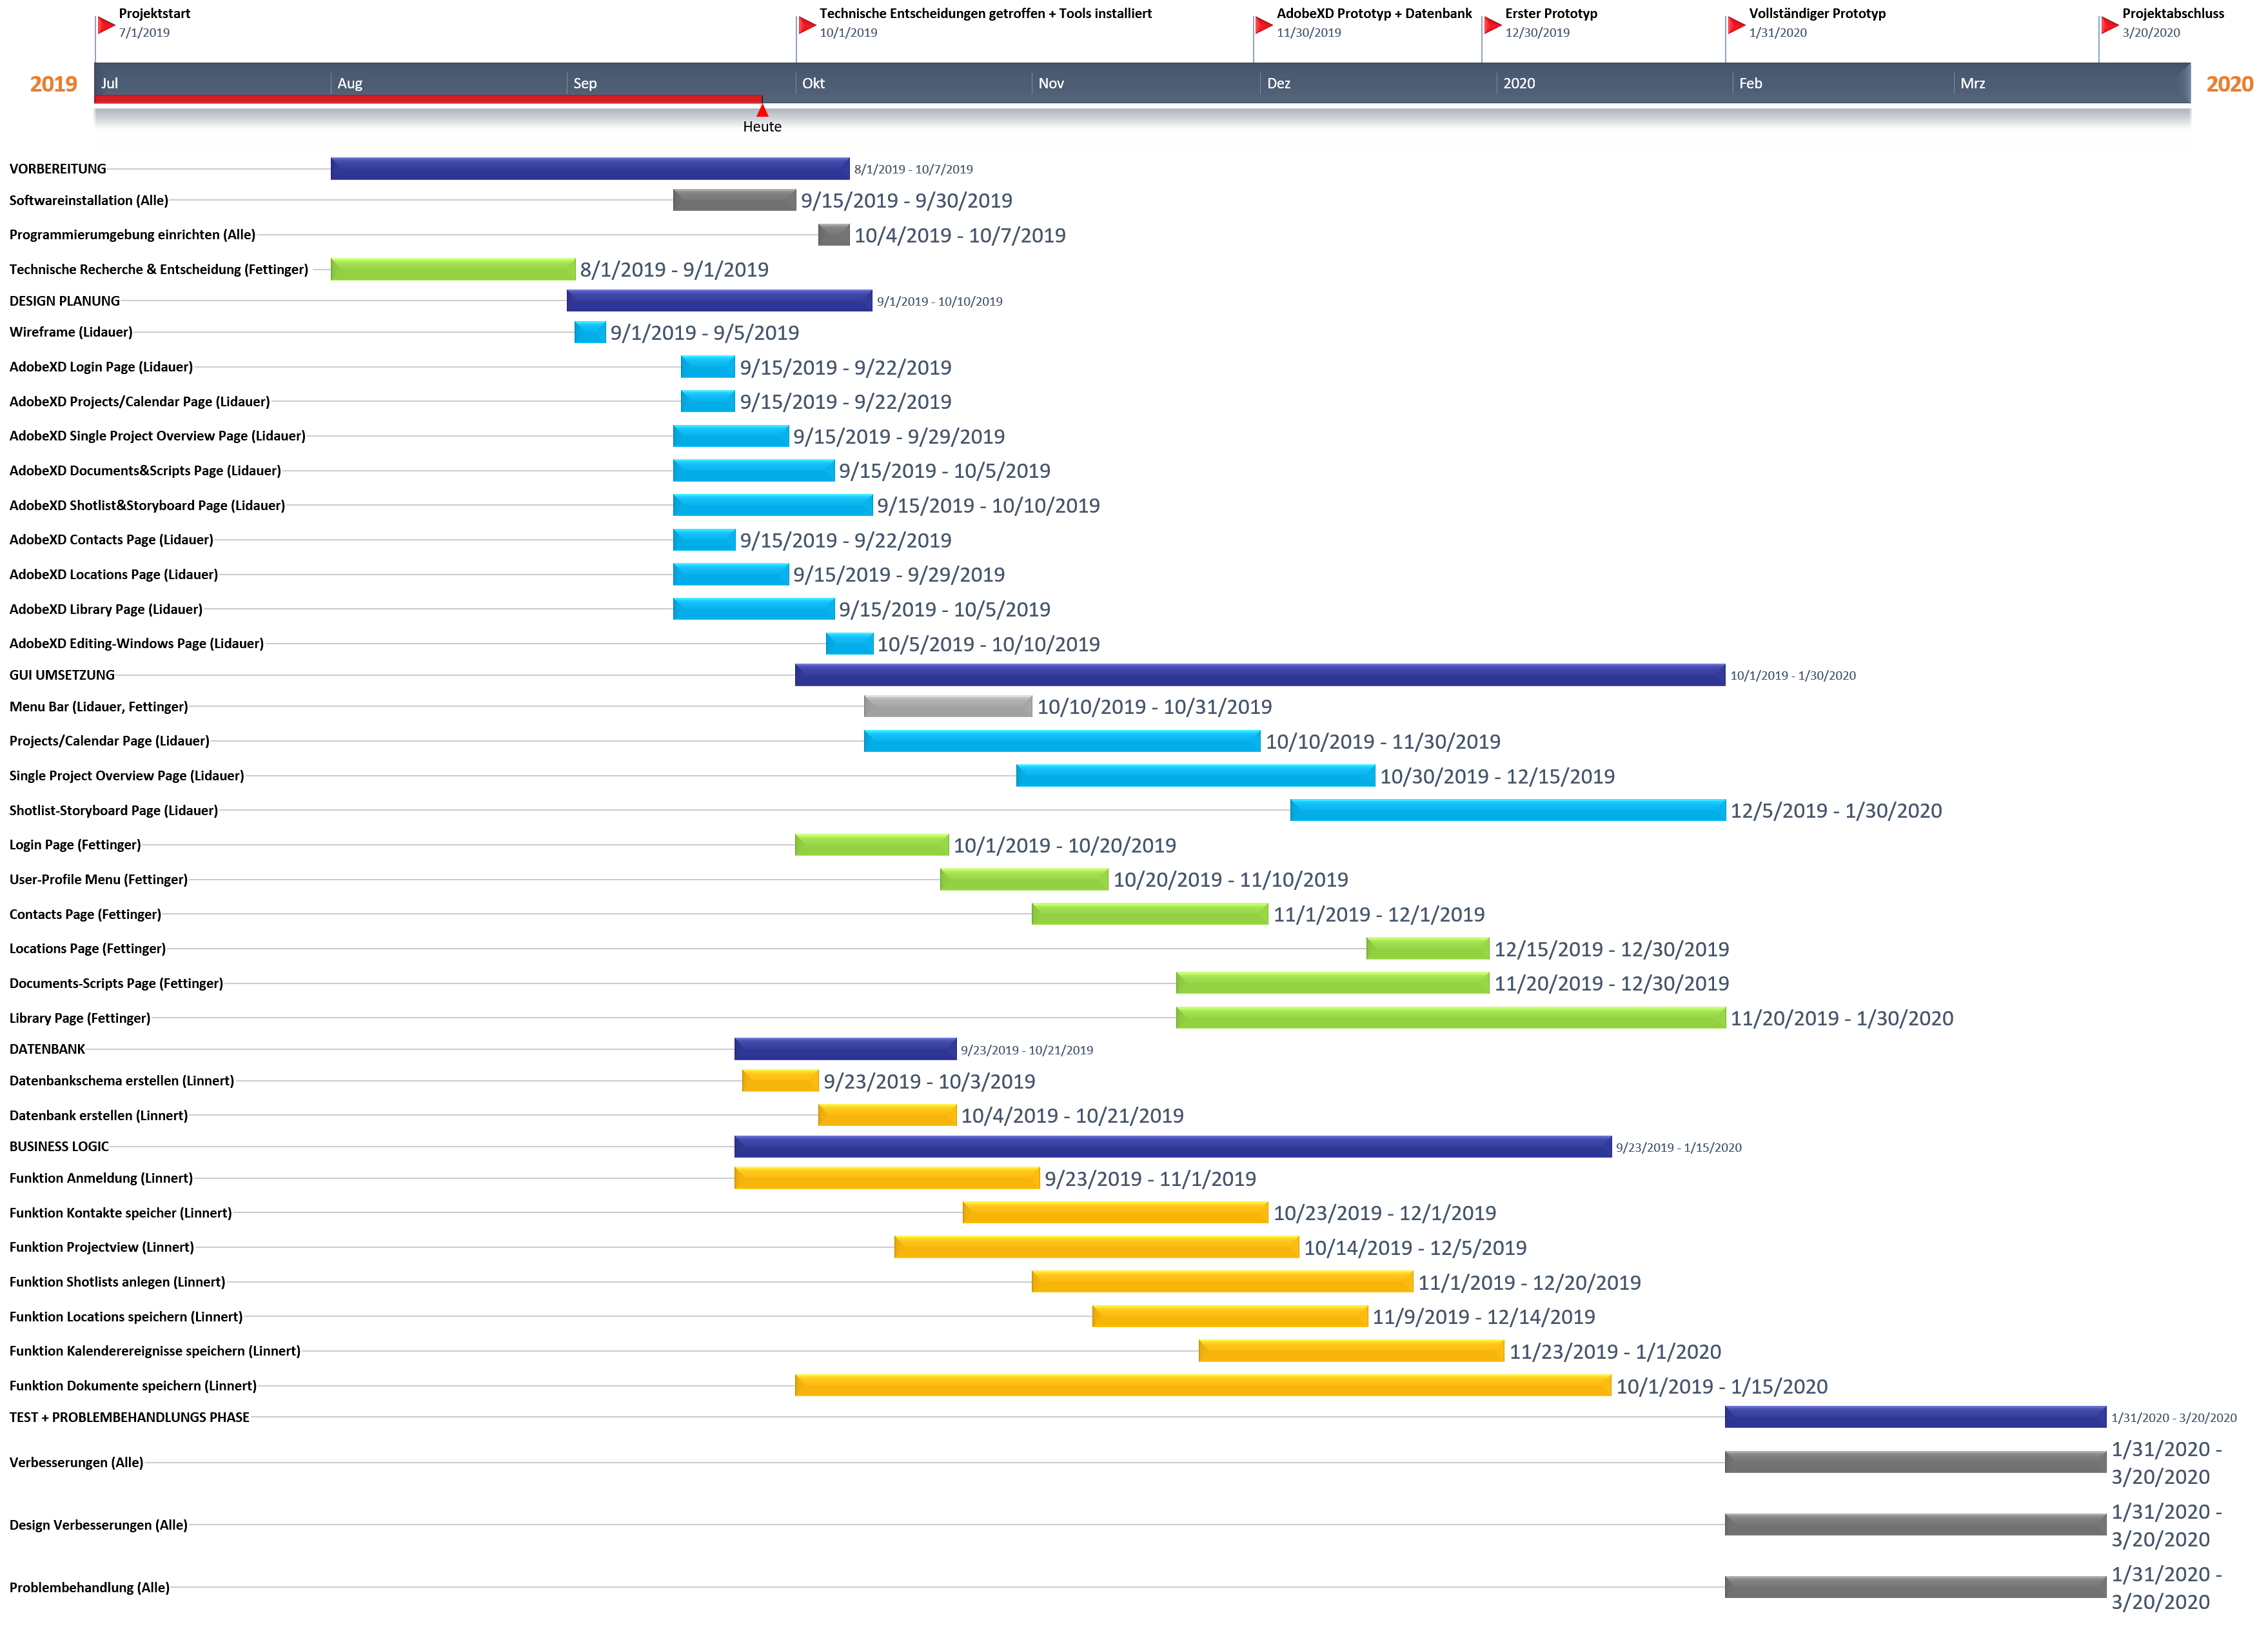 Projektstart
7/1/2019
Technische Entscheidungen getroffen + Tools installiert
10/1/2019
AdobeXD Prototyp + Datenbank
11/30/2019
Erster Prototyp
12/30/2019
Vollständiger Prototyp
1/31/2020
Projektabschluss
3/20/2020
2019 Jul Aug Sep Okt Nov Dez 2020 Feb Mrz 2020
Heute
VORBEREITUNG 8/1/2019 - 10/7/2019
Softwareinstallation (Alle) 9/15/2019 - 9/30/2019
Programmierumgebung einrichten (Alle) 10/4/2019 - 10/7/2019
Technische Recherche & Entscheidung (Fettinger) 8/1/2019 - 9/1/2019
DESIGN PLANUNG 9/1/2019 - 10/10/2019
Wireframe (Lidauer) 9/1/2019 - 9/5/2019
AdobeXD Login Page (Lidauer) 9/15/2019 - 9/22/2019
AdobeXD Projects/Calendar Page (Lidauer) 9/15/2019 - 9/22/2019
AdobeXD Single Project Overview Page (Lidauer) 9/15/2019 - 9/29/2019
AdobeXD Documents&Scripts Page (Lidauer) 9/15/2019 - 10/5/2019
AdobeXD Shotlist&Storyboard Page (Lidauer) 9/15/2019 - 10/10/2019
AdobeXD Contacts Page (Lidauer) 9/15/2019 - 9/22/2019
AdobeXD Locations Page (Lidauer) 9/15/2019 - 9/29/2019
AdobeXD Library Page (Lidauer) 9/15/2019 - 10/5/2019
AdobeXD Editing-Windows Page (Lidauer) 10/5/2019 - 10/10/2019
GUI UMSETZUNG 10/1/2019 - 1/30/2020
Menu Bar (Lidauer, Fettinger) 10/10/2019 - 10/31/2019
Projects/Calendar Page (Lidauer) 10/10/2019 - 11/30/2019
Single Project Overview Page (Lidauer) 10/30/2019 - 12/15/2019
Shotlist-Storyboard Page (Lidauer) 12/5/2019 - 1/30/2020
Login Page (Fettinger) 10/1/2019 - 10/20/2019
User-Profile Menu (Fettinger) 10/20/2019 - 11/10/2019
Contacts Page (Fettinger) 11/1/2019 - 12/1/2019
Locations Page (Fettinger) 12/15/2019 - 12/30/2019
Documents-Scripts Page (Fettinger) 11/20/2019 - 12/30/2019
Library Page (Fettinger) 11/20/2019 - 1/30/2020
DATENBANK 9/23/2019 - 10/21/2019
Datenbankschema erstellen (Linnert) 9/23/2019 - 10/3/2019
Datenbank erstellen (Linnert) 10/4/2019 - 10/21/2019
BUSINESS LOGIC 9/23/2019 - 1/15/2020
Funktion Anmeldung (Linnert) 9/23/2019 - 11/1/2019
Funktion Kontakte speicher (Linnert) 10/23/2019 - 12/1/2019
Funktion Projectview (Linnert) 10/14/2019 - 12/5/2019
Funktion Shotlists anlegen (Linnert) 11/1/2019 - 12/20/2019
Funktion Locations speichern (Linnert) 11/9/2019 - 12/14/2019
Funktion Kalenderereignisse speichern (Linnert) 11/23/2019 - 1/1/2020
Funktion Dokumente speichern (Linnert) 10/1/2019 - 1/15/2020
TEST + PROBLEMBEHANDLUNGS PHASE 1/31/2020 - 3/20/2020
Verbesserungen (Alle) 1/31/2020 -
3/20/2020
Design Verbesserungen (Alle) 1/31/2020 -
3/20/2020
Problembehandlung (Alle) 1/31/2020 -
3/20/2020